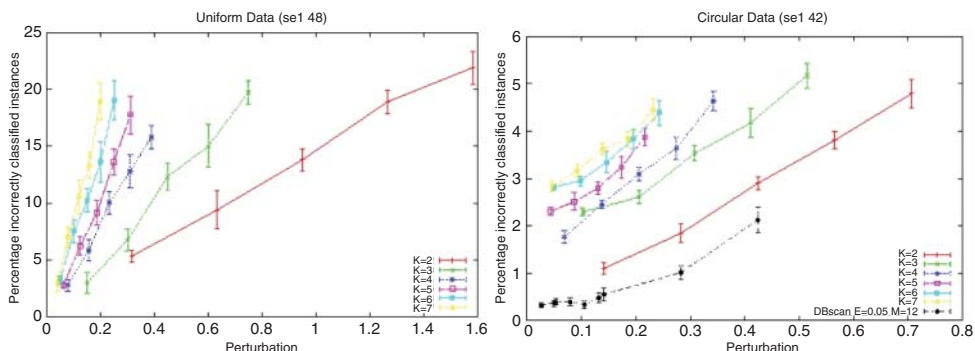 Uniform Data (se1 48)
Percentage incorrectly classified instances
25
20
15
10
5
0
0
0.2
0.4
0.6
0.8
1
1.2
1.4
1.6
Perturbation
K=2
K=3
K=4
K=5
K=6
K=7
Circular Data (se1 42)
Percentage incorrectly classified instances
6
5
4
3
2
1
0
0
0.1
0.2
0.3
0.4
0.5
0.6
0.7
0.8
Perturbation
K=2
K=3
K=4
K=5
K=6
K=7
DBscan E=0.05 M=12